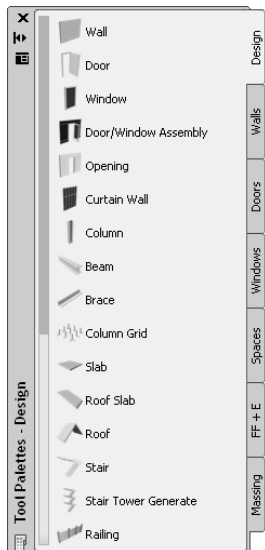 Wall
Door
Window
Door/Window Assembly
Opening
Curtain Wall
Column
Beam
Brace
Column Grid
Slab
Roof Slab
Roof
Stair
Stair Tower Generate
Railing
Design
Walls
Doors
Windows
Spaces
FF + E
Massing
Tool Palettes - Design